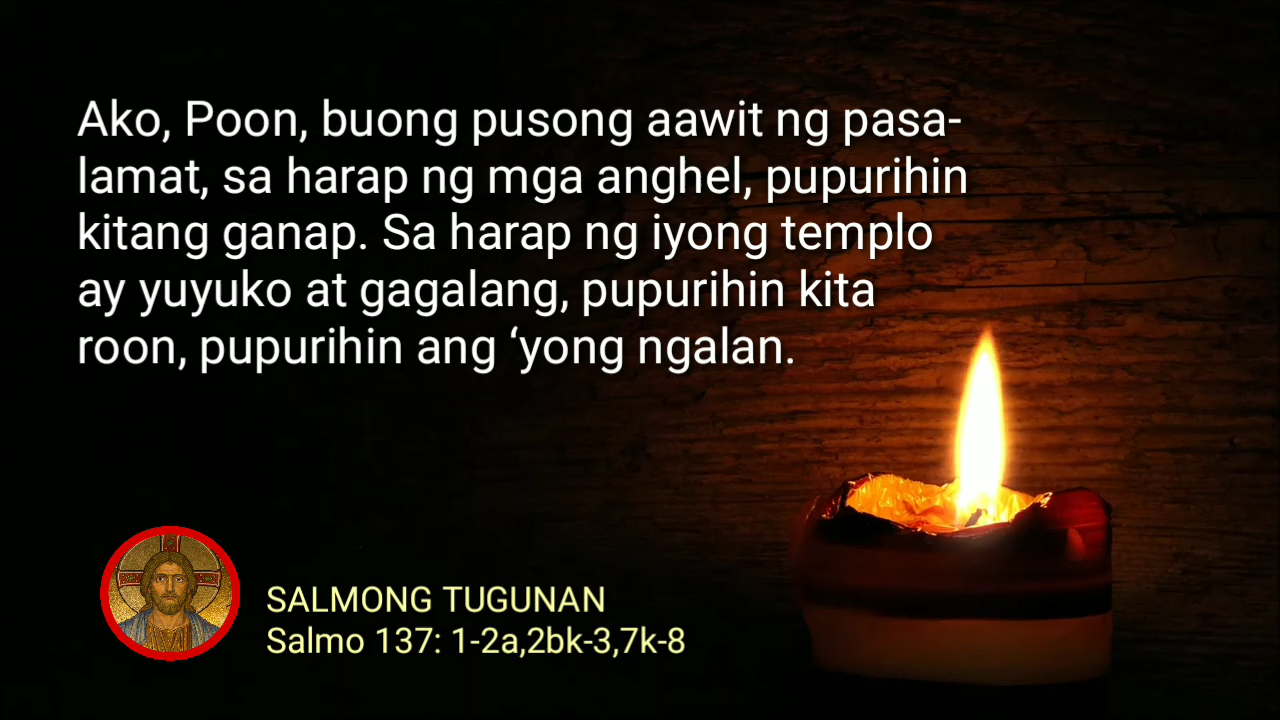 Ako, Poon, buong pusong aawit ng pasa-
lamat, sa harap ng mga anghel, pupurihin
kitang ganap. Sa harap ng iyong templo
ay yuyuko at gagalang, pupurihin kita
roon, pupurihin ang ‘yong ngalan.
SALMONG TUGUNAN
Salmo 137: 1-2a,2bk-3,7k-8